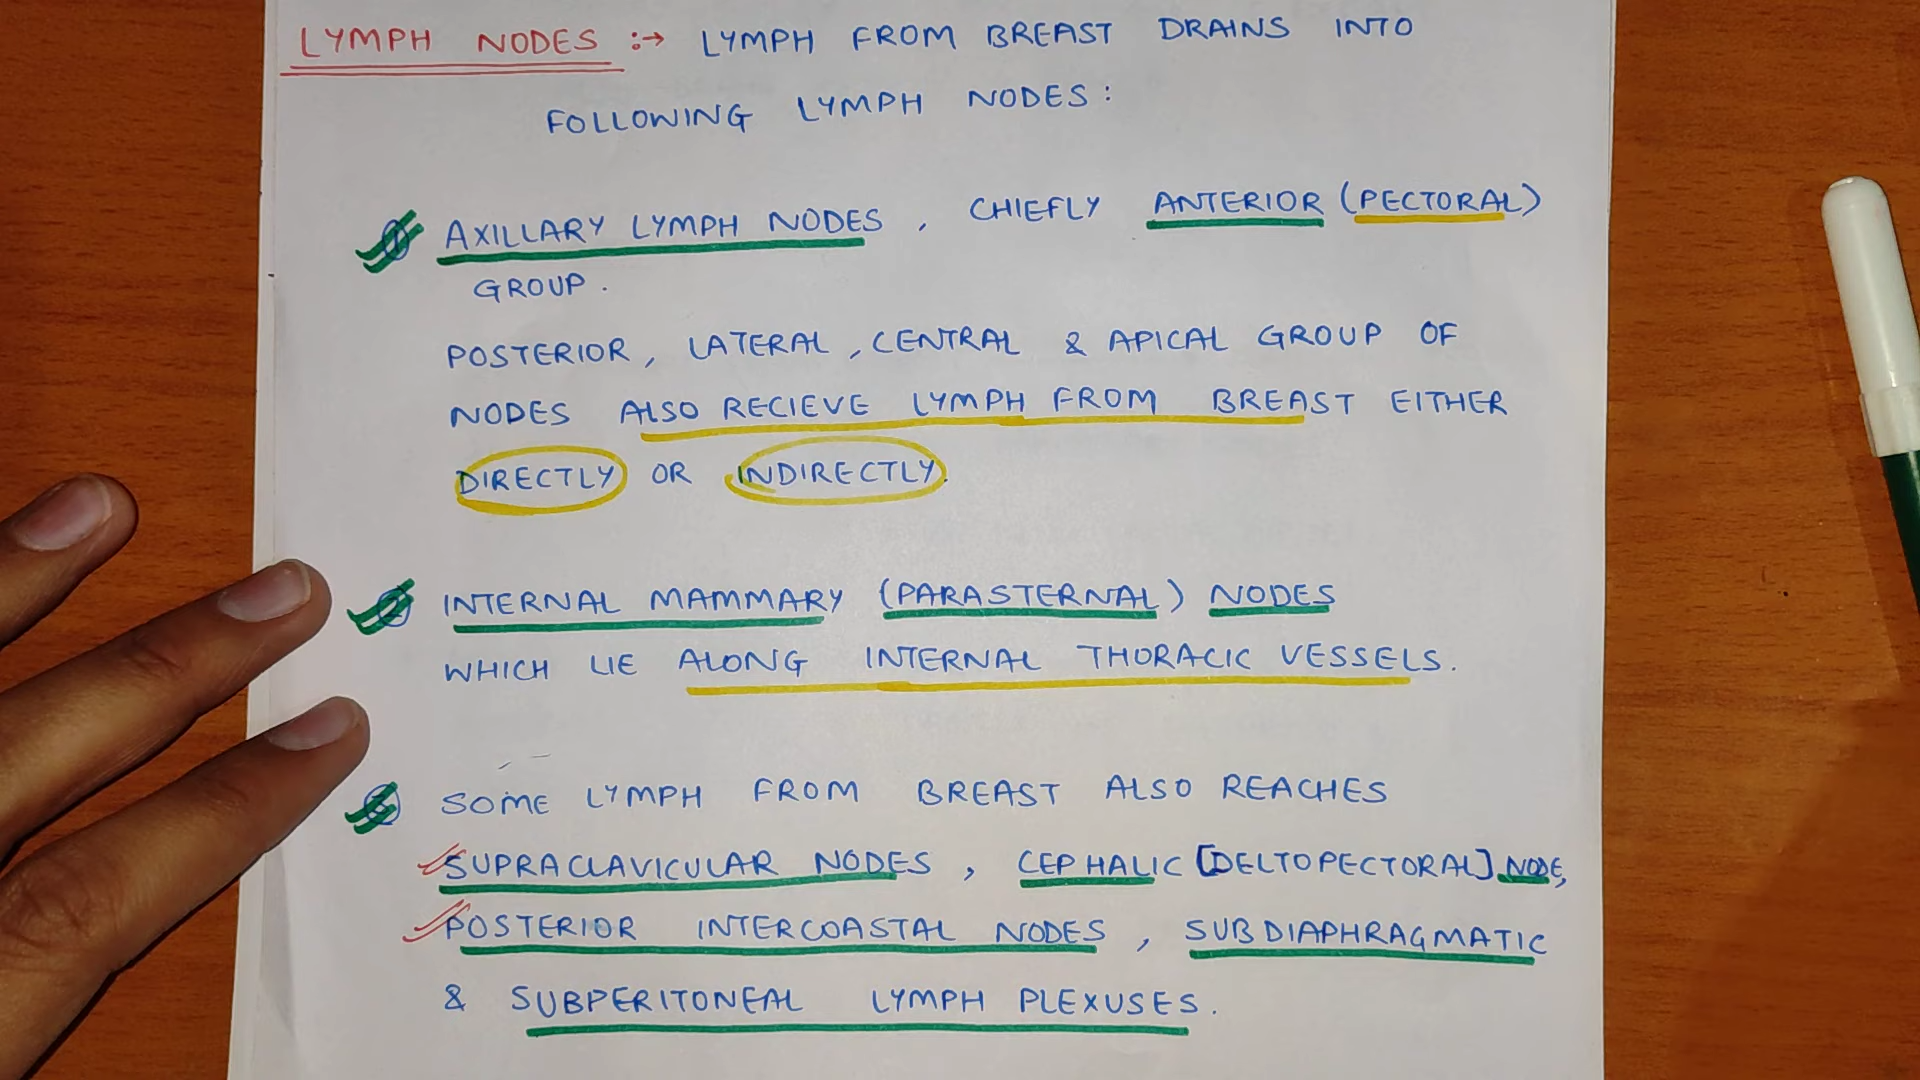 LYMPH NODES :→ LYMPH FROM BREAST DRAINS INTO
FOLLOWING LYMPH NODES:
① AXILLARY LYMPH NODES, CHIEFLY ANTERIOR (PECTORAL)
GROUP.
POSTERIOR, LATERAL, CENTRAL & APICAL GROUP OF
NODES ALSO RECIEVE LYMPH FROM BREAST EITHER
DIRECTLY OR INDIRECTLY.
② INTERNAL MAMMARY (PARASTERNAL) NODES
WHICH LIE ALONG INTERNAL THORACIC VESSELS.
③ SOME LYMPH FROM BREAST ALSO REACHES
SUPRACLAVICULAR NODES, CEPHALIC [DELTOPECTORAL] NODE,
POSTERIOR INTERCOASTAL NODES, SUBDIAPHRAGMATIC
& SUBPERITONEAL LYMPH PLEXUSES.